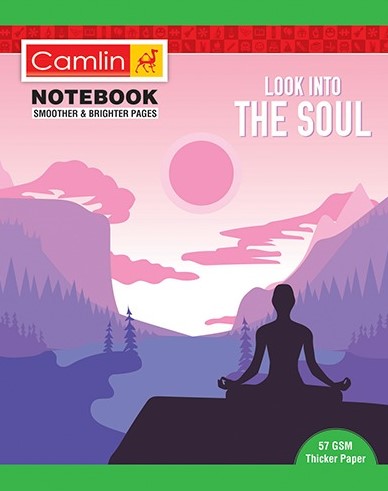 Camlin
NOTEBOOK
SMOOTHER & BRIGHTER PAGES
LOOK INTO
THE SOUL
57 GSM
Thicker Paper